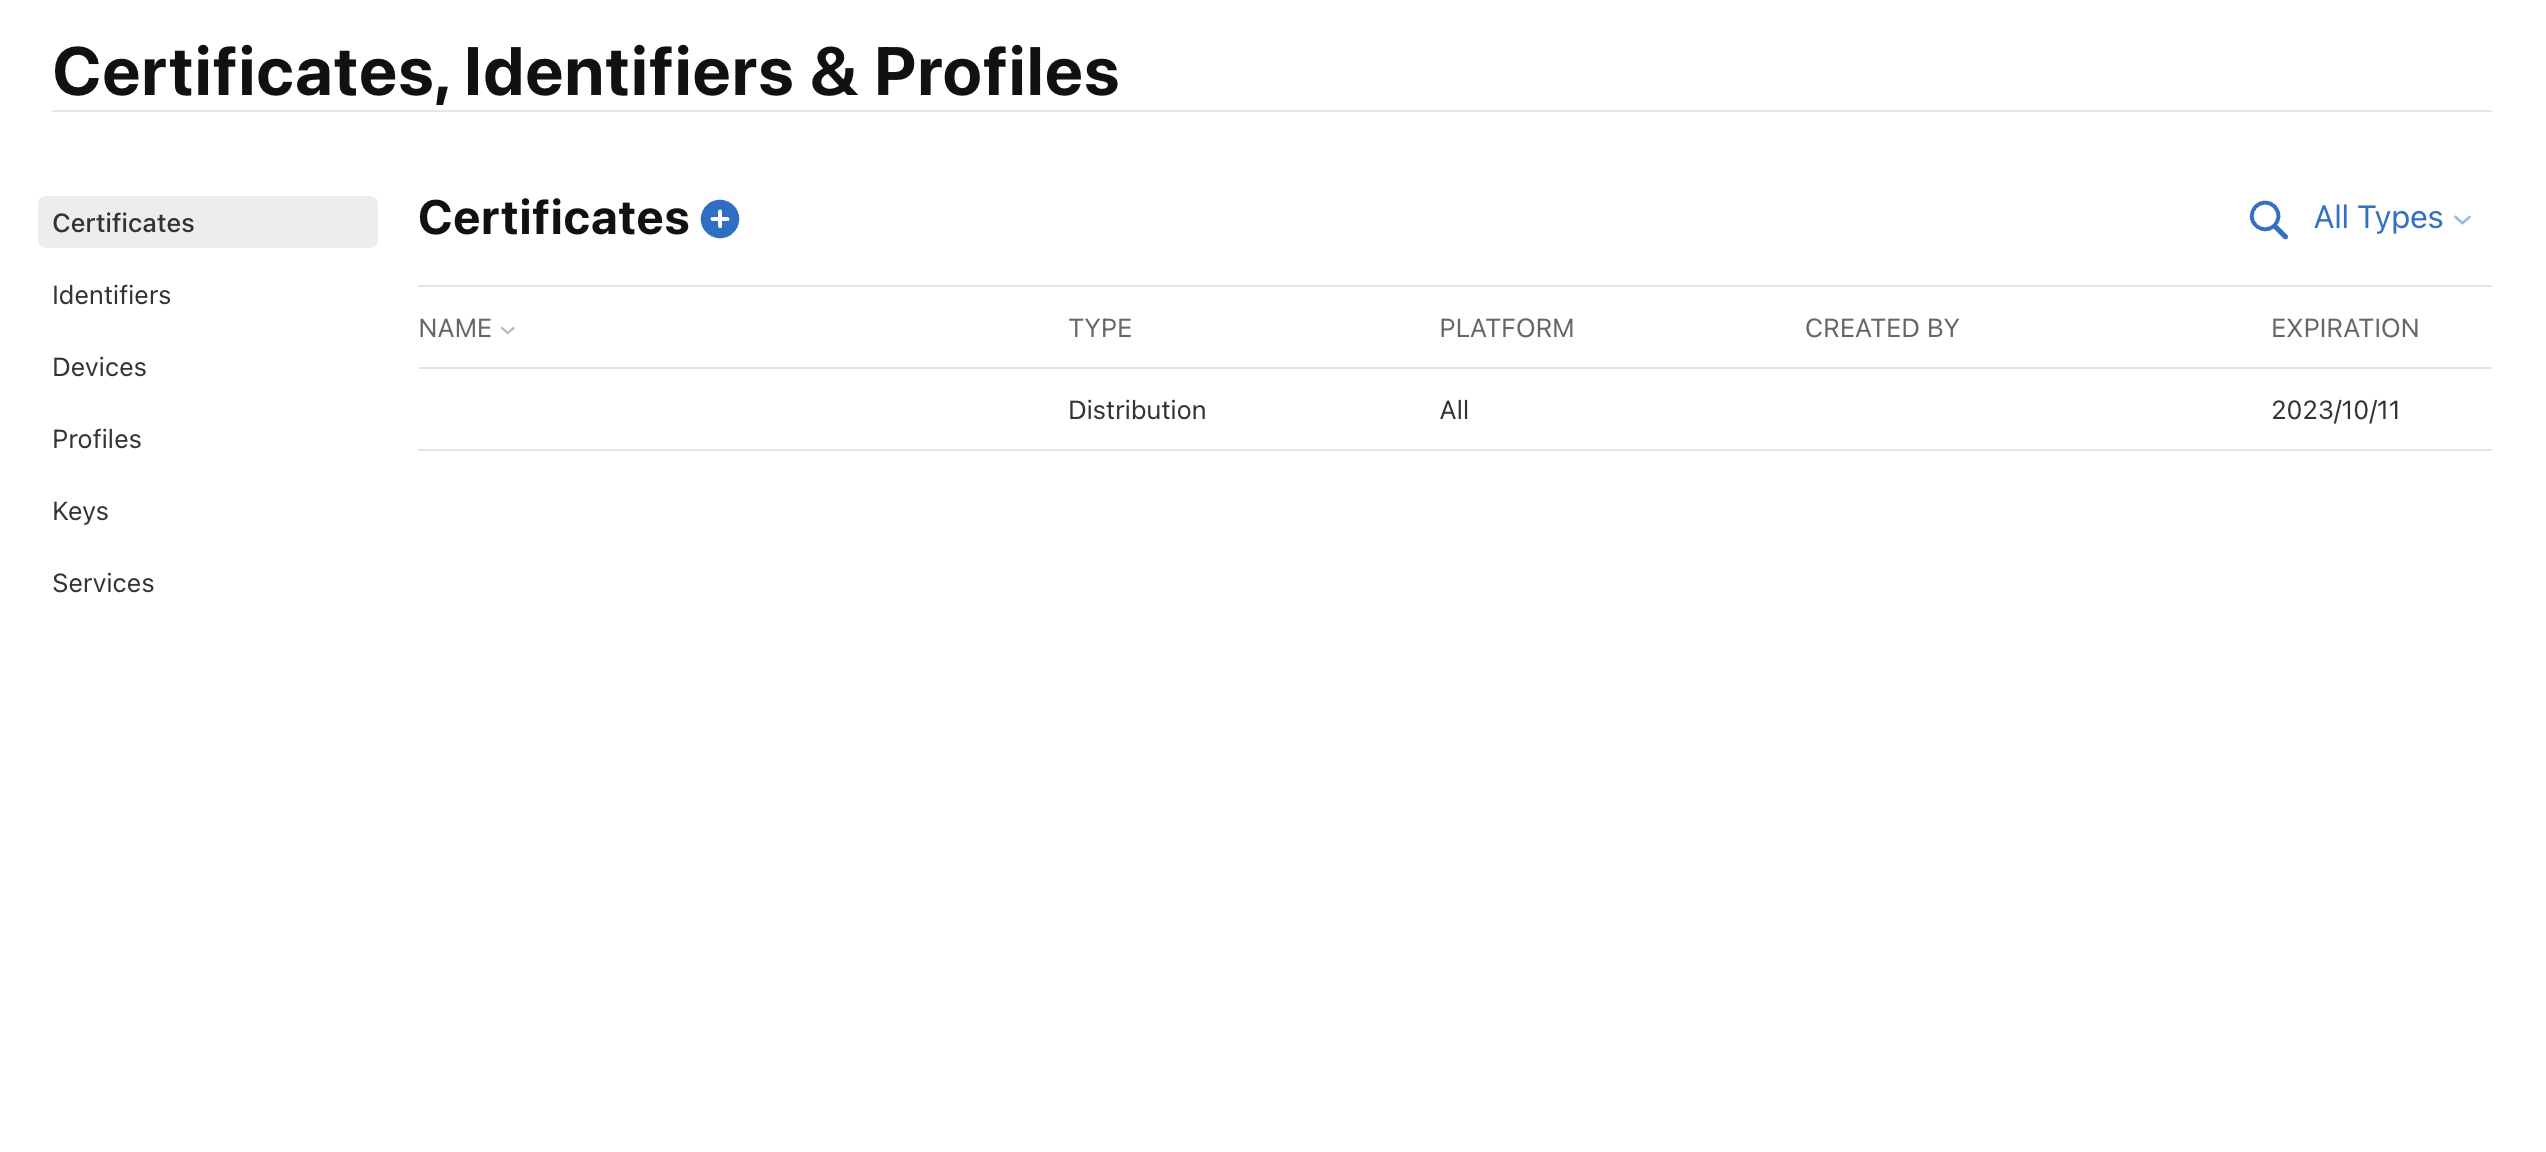 Certificates, Identifiers & Profiles
Certificates
Identifiers
Devices
Profiles
Keys
Services
Certificates
All Types
NAME TYPE PLATFORM CREATED BY EXPIRATION
Distribution All 2023/10/11